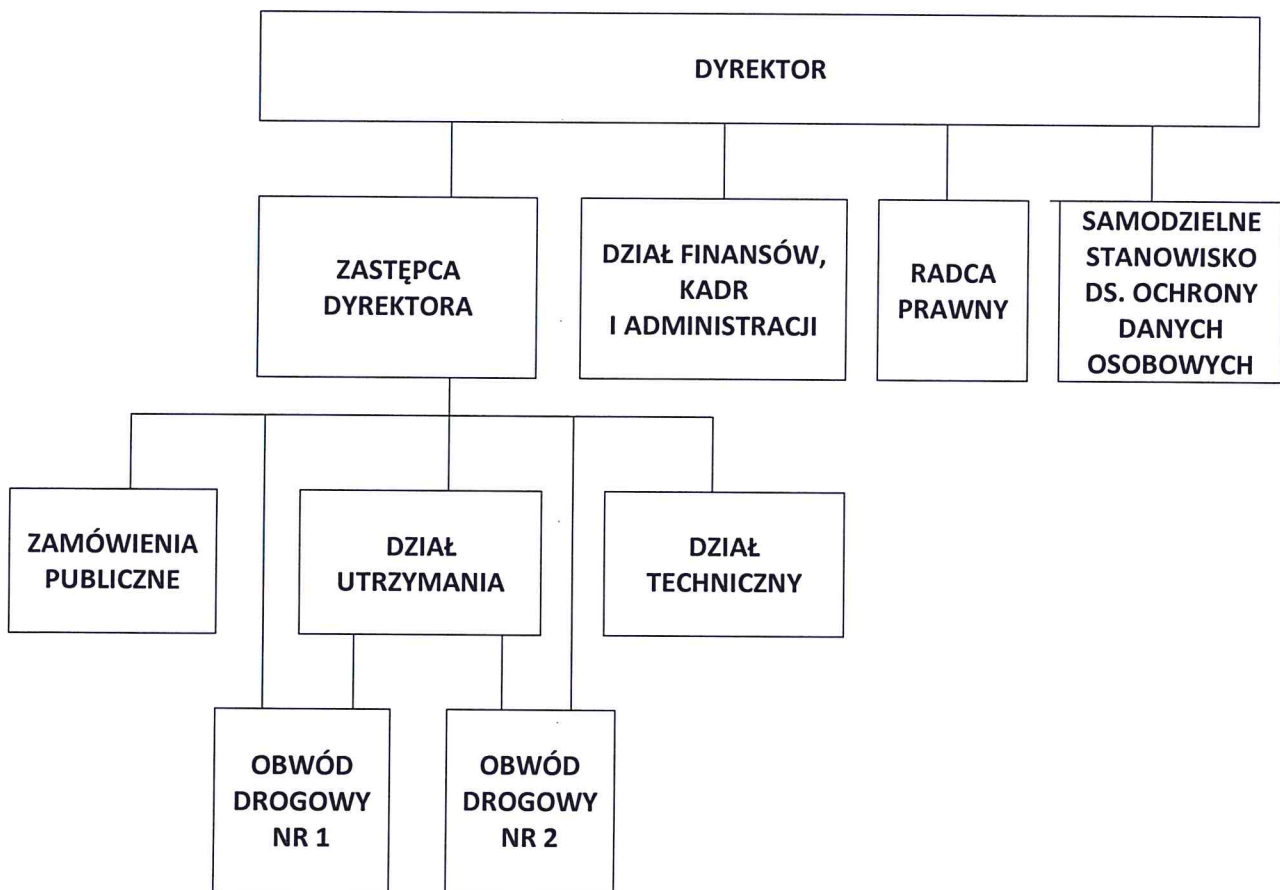 DYREKTOR
ZASTĘPCA
DYREKTORA
DZIAŁ FINANSÓW,
KADR
I ADMINISTRACJI
RADCA
PRAWNY
SAMODZIELNE
STANOWISKO
DS. OCHRONY
DANYCH
OSOBOWYCH
ZAMÓWIENIA
PUBLICZNE
DZIAŁ
UTRZYMANIA
DZIAŁ
TECHNICZNY
OBWÓD
DROGOWY
NR 1
OBWÓD
DROGOWY
NR 2